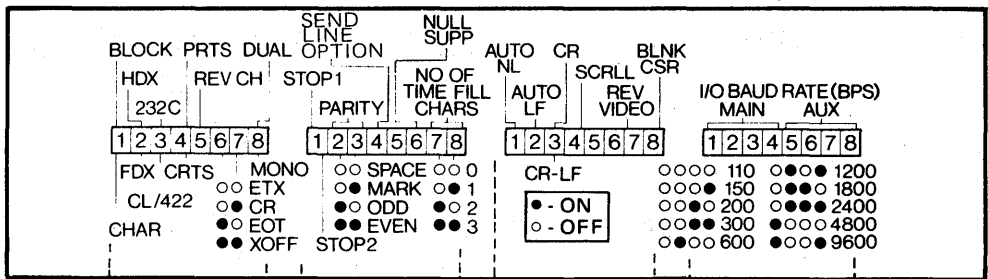 SEND
LINE
OPTION
NULL
SUPP
BLOCK PRTS DUAL
AUTO
NL
CR
BLNK
CSR
HDX
REV CH
STOP1
NO OF
TIME FILL
CHARS
SCRLL
AUTO
LF
REV
VIDEO
I/O BAUD RATE (BPS)
MAIN AUX
232C
PARITY
1 2 3 4 5 6 7 8
1 2 3 4 5 6 7 8
1 2 3 4 5 6 7 8
1 2 3 4 5 6 7 8
FDX CRTS
MONO
CL/422
CHAR
○○ ETX
○● CR
●○ EOT
●● XOFF
STOP2
○○ SPACE ○○ 0
○● MARK ○● 1
●○ ODD ●○ 2
●● EVEN ●● 3
CR-LF
● - ON
○ - OFF
○○○○ 110 ○●○● 1200
○○○● 150 ○●●○ 1800
○○●○ 200 ○●●● 2400
○○●● 300 ●○○○ 4800
○●○○ 600 ●○○● 9600